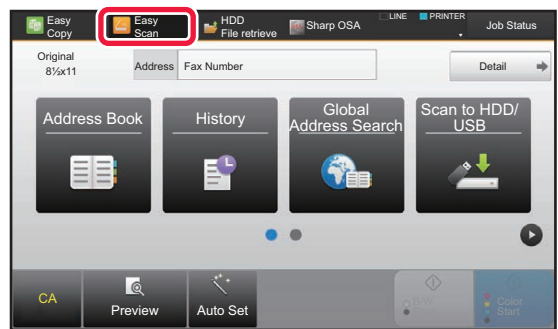 Easy
Copy
Easy
Scan
HDD
File retrieve
Sharp OSA
LINE
PRINTER
Job Status
Original
8½x11
Address
Fax Number
Detail
Address Book
History
Global
Address Search
Scan to HDD/
USB
CA
Preview
Auto Set
B/W
Start
Color
Start